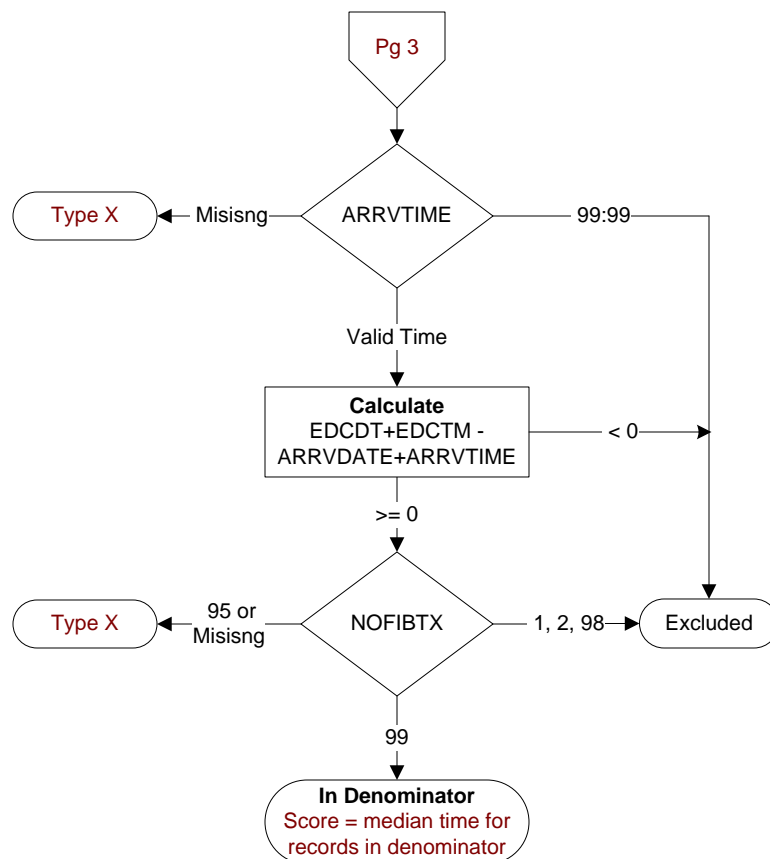 Pg 3
ARRVTIME
Type X
Misisng
99:99
Valid Time
Calculate
EDCDT+EDCTM -
ARRVDATE+ARRVTIME
< 0
>= 0
NOFIBTX
Type X
95 or
Misisng
1, 2, 98
Excluded
99
In Denominator
Score = median time for
records in denominator